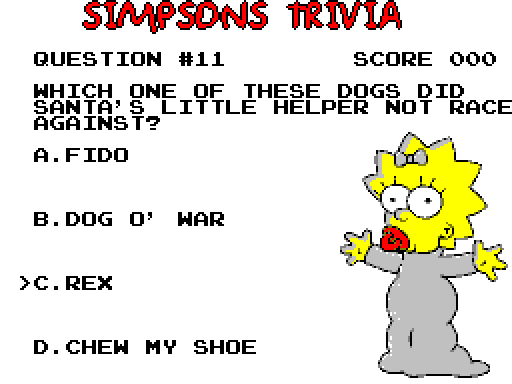 SIMPSONS TRIVIA
QUESTION #11 SCORE 000
WHICH ONE OF THESE DOGS DID
SANTA'S LITTLE HELPER NOT RACE
AGAINST?
A.FIDO
B.DOG O' WAR
>C.REX
D.CHEW MY SHOE